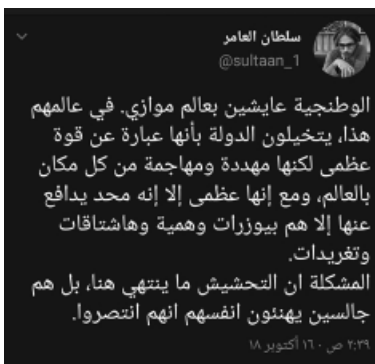 سلطان العامر
@sultaan_1
الوطنجية عايشين بعالم موازي. في عالمهم
هذا، يتخيلون الدولة بأنها عبارة عن قوة
عظمى لكنها مهددة ومهاجمة من كل مكان
بالعالم، ومع إنها عظمى إلا إنه محد يدافع
عنها إلا هم بيوزرات وهمية وهاشتاقات
وتغريدات.
المشكلة ان التحشيش ما ينتهي هنا، بل هم
جالسين يهنئون انفسهم انهم انتصروا.
٢:٣٩ ص · ١٦ أكتوبر ١٨